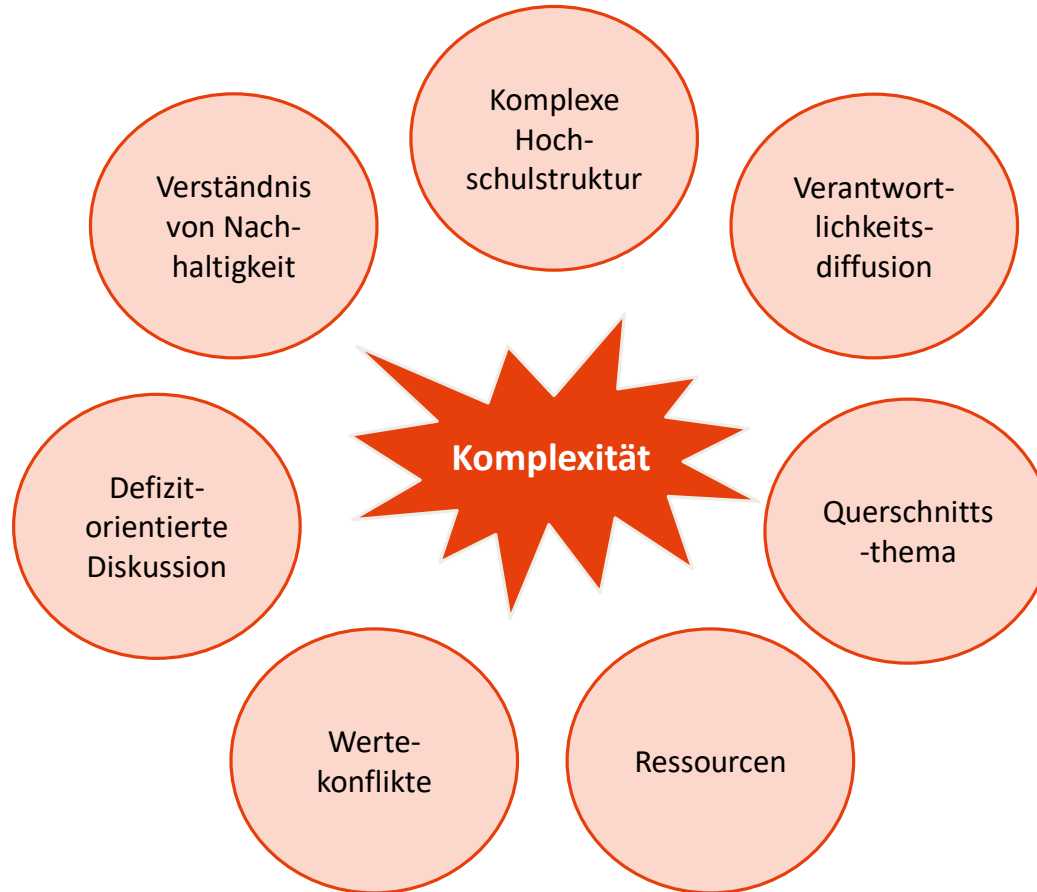 Komplexe
Hoch-
schulstruktur
Verständnis
von Nach-
haltigkeit
Verantwort-
lichkeits-
diffusion
Komplexität
Defizit-
orientierte
Diskussion
Querschnitts
-thema
Werte-
konflikte
Ressourcen